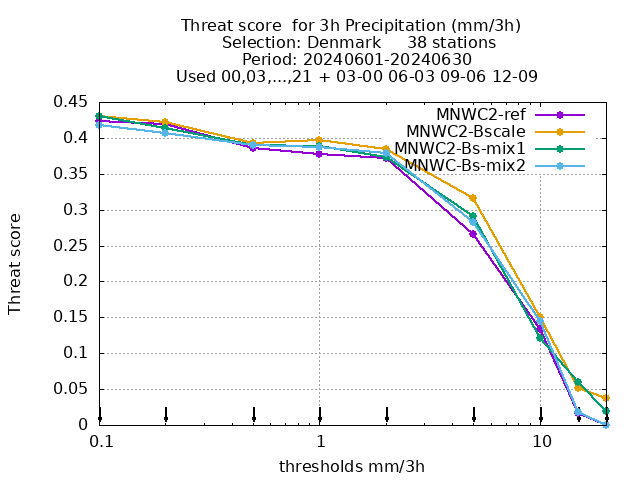 Threat score  for 3h Precipitation (mm/3h)
Selection: Denmark     38 stations
Period: 20240601-20240630
Used 00,03,...,21 + 03-00 06-03 09-06 12-09
MNWC2-ref
MNWC2-Bscale
MNWC2-Bs-mix1
MNWC-Bs-mix2
Threat score
0.45
0.4
0.35
0.3
0.25
0.2
0.15
0.1
0.05
0
0.1 1 10
thresholds mm/3h